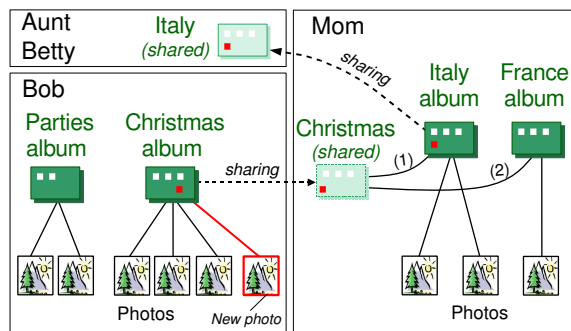 Aunt
Betty
Italy
(shared)
Mom
sharing
Bob
Parties
album
Christmas
album
sharing
Photos
New photo
Italy
album
France
album
Christmas
(shared)
(1)
(2)
Photos